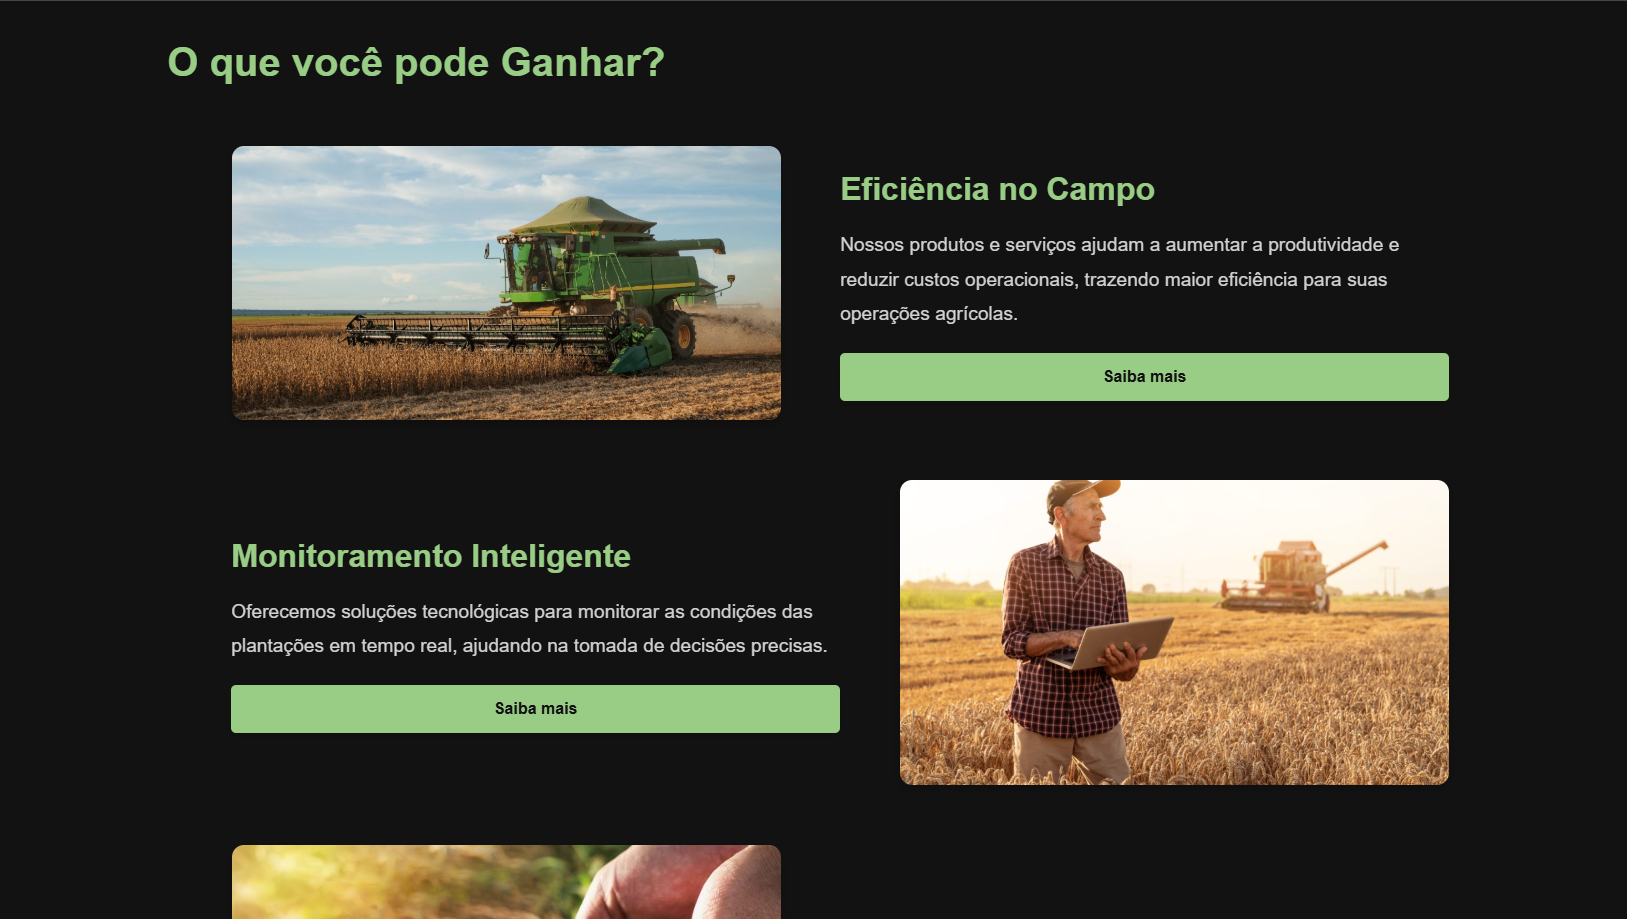 O que você pode Ganhar?
Eficiência no Campo
Nossos produtos e serviços ajudam a aumentar a produtividade e
reduzir custos operacionais, trazendo maior eficiência para suas
operações agrícolas.
Saiba mais
Monitoramento Inteligente
Oferecemos soluções tecnológicas para monitorar as condições das
plantações em tempo real, ajudando na tomada de decisões precisas.
Saiba mais